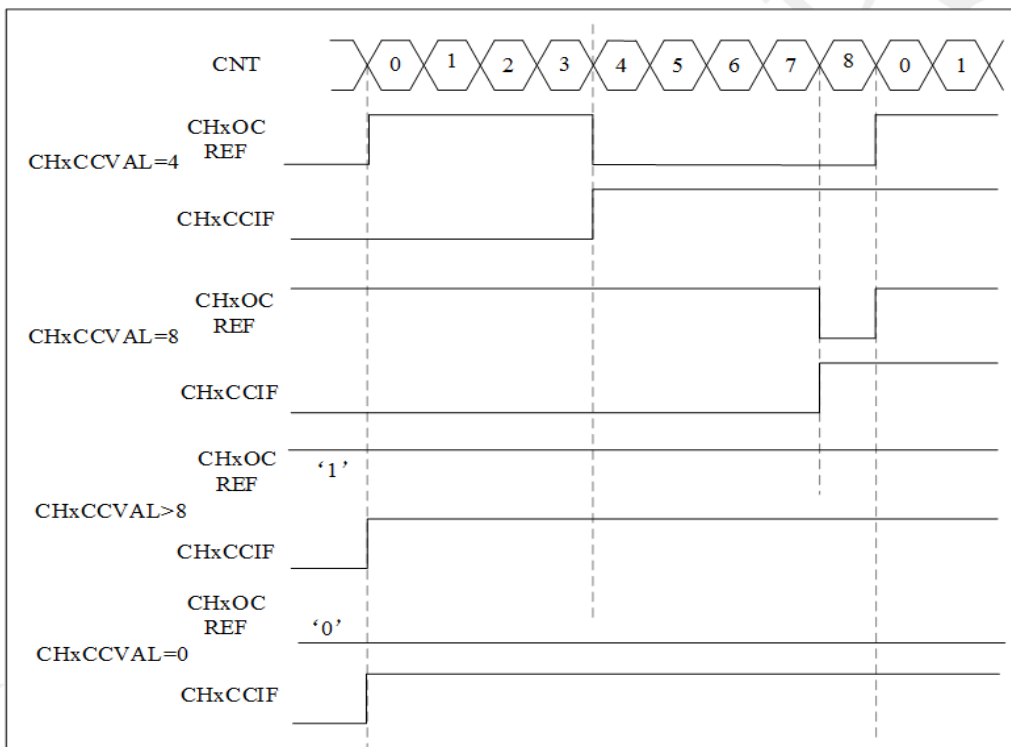 CNT 0 1 2 3 4 5 6 7 8 0 1
CHxOC
REF
CHxCCVAL=4
CHxCCIF
CHxOC
REF
CHxCCVAL=8
CHxCCIF
CHxOC
REF
‘1’
CHxCCVAL>8
CHxCCIF
CHxOC
REF
‘0’
CHxCCVAL=0
CHxCCIF